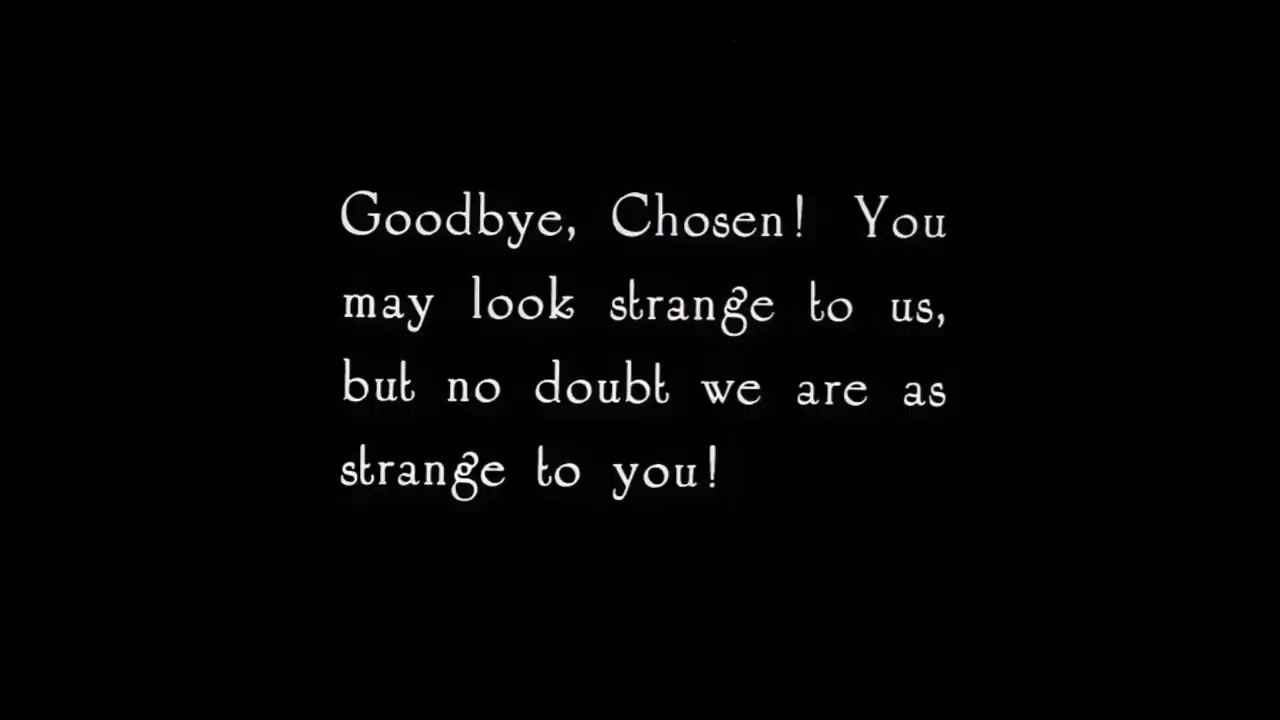 Goodbye, Chosen! You
may look strange to us,
but no doubt we are as
strange to you!